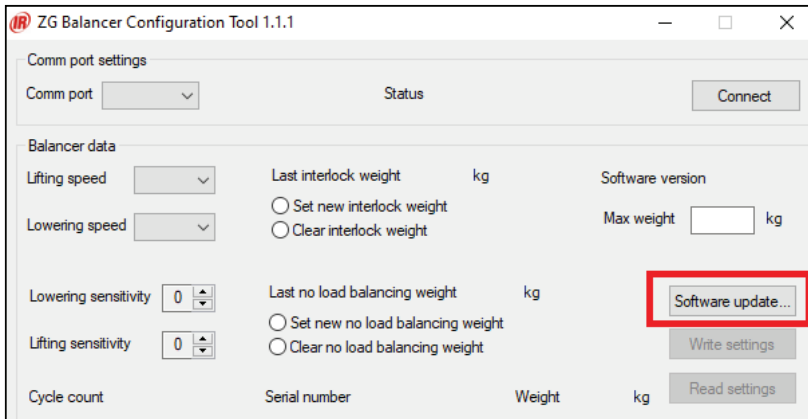 IR ZG Balancer Configuration Tool 1.1.1
Comm port settings
Comm port Status Connect
Balancer data
Lifting speed Last interlock weight kg Software version
Set new interlock weight
Lowering speed Clear interlock weight Max weight kg
Lowering sensitivity 0 Last no load balancing weight kg Software update...
Set new no load balancing weight
Lifting sensitivity 0 Clear no load balancing weight Write settings
Cycle count Serial number Weight kg Read settings